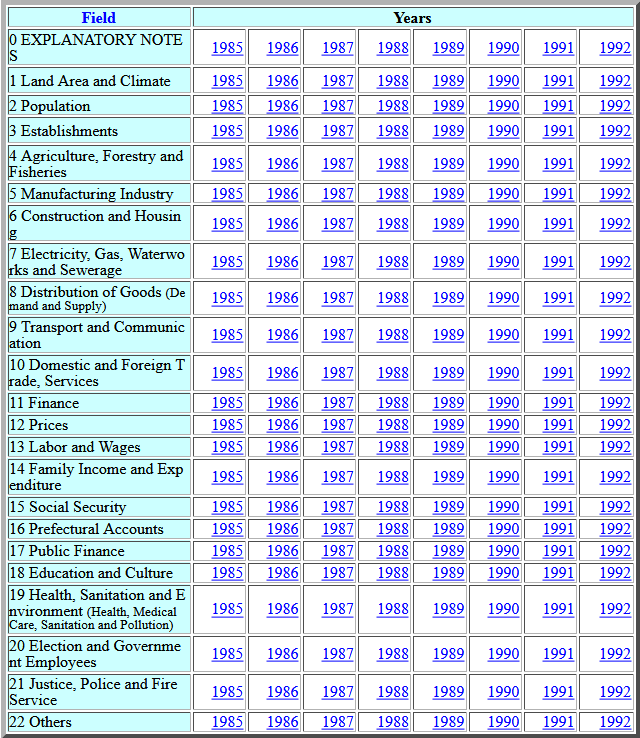 Field Years
0 EXPLANATORY NOTE
S 1985 1986 1987 1988 1989 1990 1991 1992
1 Land Area and Climate 1985 1986 1987 1988 1989 1990 1991 1992
2 Population 1985 1986 1987 1988 1989 1990 1991 1992
3 Establishments 1985 1986 1987 1988 1989 1990 1991 1992
4 Agriculture, Forestry and
Fisheries 1985 1986 1987 1988 1989 1990 1991 1992
5 Manufacturing Industry 1985 1986 1987 1988 1989 1990 1991 1992
6 Construction and Housin
g 1985 1986 1987 1988 1989 1990 1991 1992
7 Electricity, Gas, Waterwo
rks and Sewerage 1985 1986 1987 1988 1989 1990 1991 1992
8 Distribution of Goods (De
mand and Supply) 1985 1986 1987 1988 1989 1990 1991 1992
9 Transport and Communic
ation 1985 1986 1987 1988 1989 1990 1991 1992
10 Domestic and Foreign T
rade, Services 1985 1986 1987 1988 1989 1990 1991 1992
11 Finance 1985 1986 1987 1988 1989 1990 1991 1992
12 Prices 1985 1986 1987 1988 1989 1990 1991 1992
13 Labor and Wages 1985 1986 1987 1988 1989 1990 1991 1992
14 Family Income and Exp
enditure 1985 1986 1987 1988 1989 1990 1991 1992
15 Social Security 1985 1986 1987 1988 1989 1990 1991 1992
16 Prefectural Accounts 1985 1986 1987 1988 1989 1990 1991 1992
17 Public Finance 1985 1986 1987 1988 1989 1990 1991 1992
18 Education and Culture 1985 1986 1987 1988 1989 1990 1991 1992
19 Health, Sanitation and E
nvironment (Health, Medical
Care, Sanitation and Pollution) 1985 1986 1987 1988 1989 1990 1991 1992
20 Election and Governme
nt Employees 1985 1986 1987 1988 1989 1990 1991 1992
21 Justice, Police and Fire
Service 1985 1986 1987 1988 1989 1990 1991 1992
22 Others 1985 1986 1987 1988 1989 1990 1991 1992